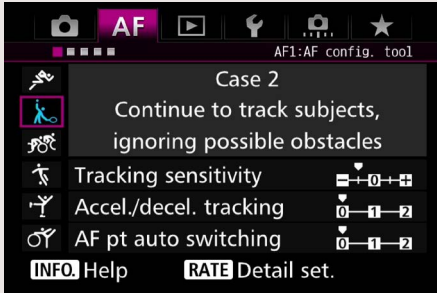 AF
AF1:AF config. tool
Case 2
Continue to track subjects,
ignoring possible obstacles
Tracking sensitivity
- 0 +
Accel./decel. tracking
0 1 2
AF pt auto switching
0 1 2
INFO. Help
RATE Detail set.